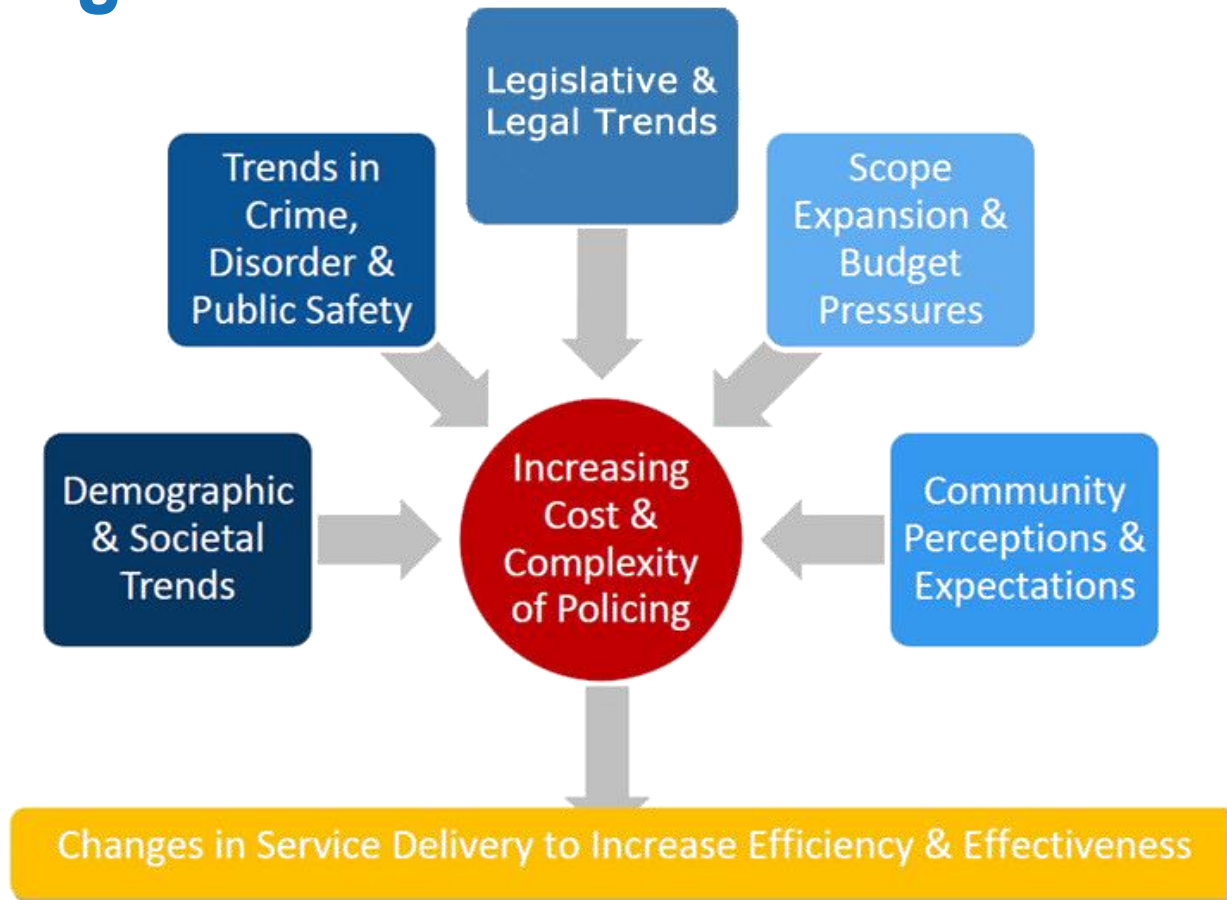 Legislative &
Legal Trends
Trends in
Crime,
Disorder &
Public Safety
Scope
Expansion &
Budget
Pressures
Demographic
& Societal
Trends
Increasing
Cost &
Complexity
of Policing
Community
Perceptions &
Expectations
Changes in Service Delivery to Increase Efficiency & Effectiveness